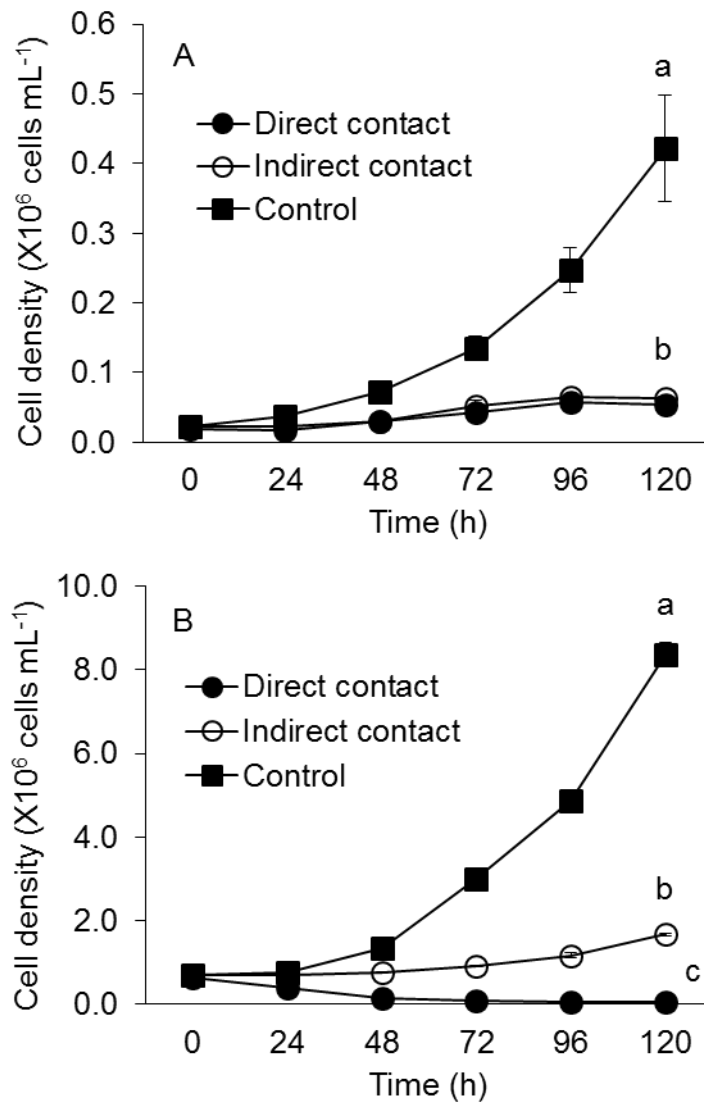 A
a
Direct contact
Indirect contact
Control
b
Cell density (X10⁶ cells mL⁻¹)
0.6
0.5
0.4
0.3
0.2
0.1
0.0
0 24 48 72 96 120
Time (h)
B
a
Direct contact
Indirect contact
Control
b
c
Cell density (X10⁶ cells mL⁻¹)
10.0
8.0
6.0
4.0
2.0
0.0
0 24 48 72 96 120
Time (h)